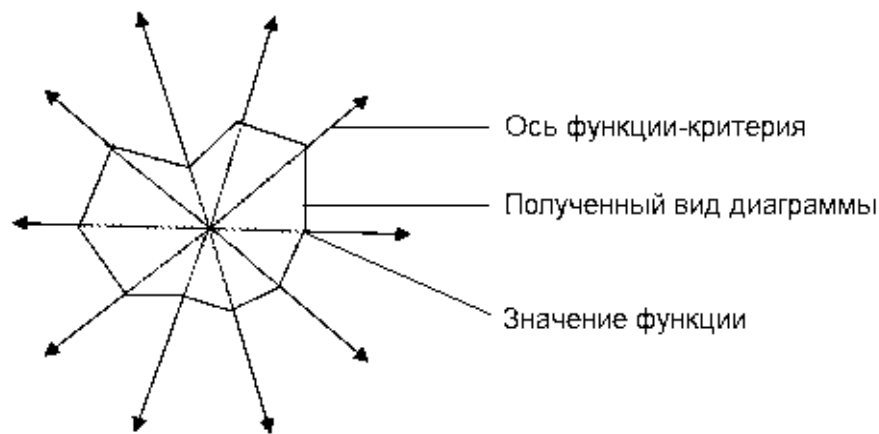 Ось функции-критерия
Полученный вид диаграммы
Значение функции